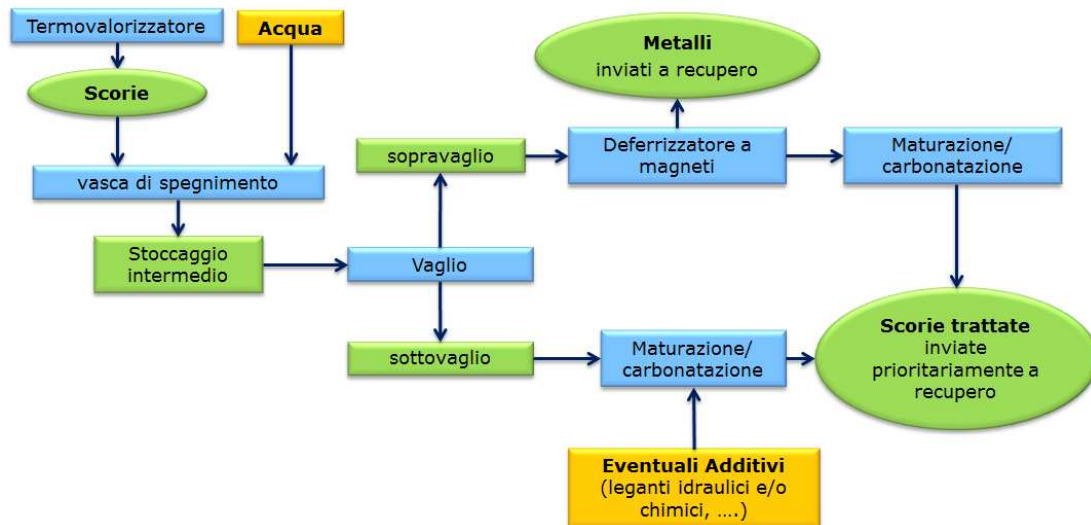 Termovalorizzatore
Acqua
Scorie
vasca di spegnimento
Stoccaggio
intermedio
Vaglio
sopravaglio
Deferrizzatore a
magneti
Metalli
inviati a recupero
Maturazione/
carbonatazione
sottovaglio
Maturazione/
carbonatazione
Eventuali Additivi
(leganti idraulici e/o
chimici, ....)
Scorie trattate
inviate
prioritariamente a
recupero